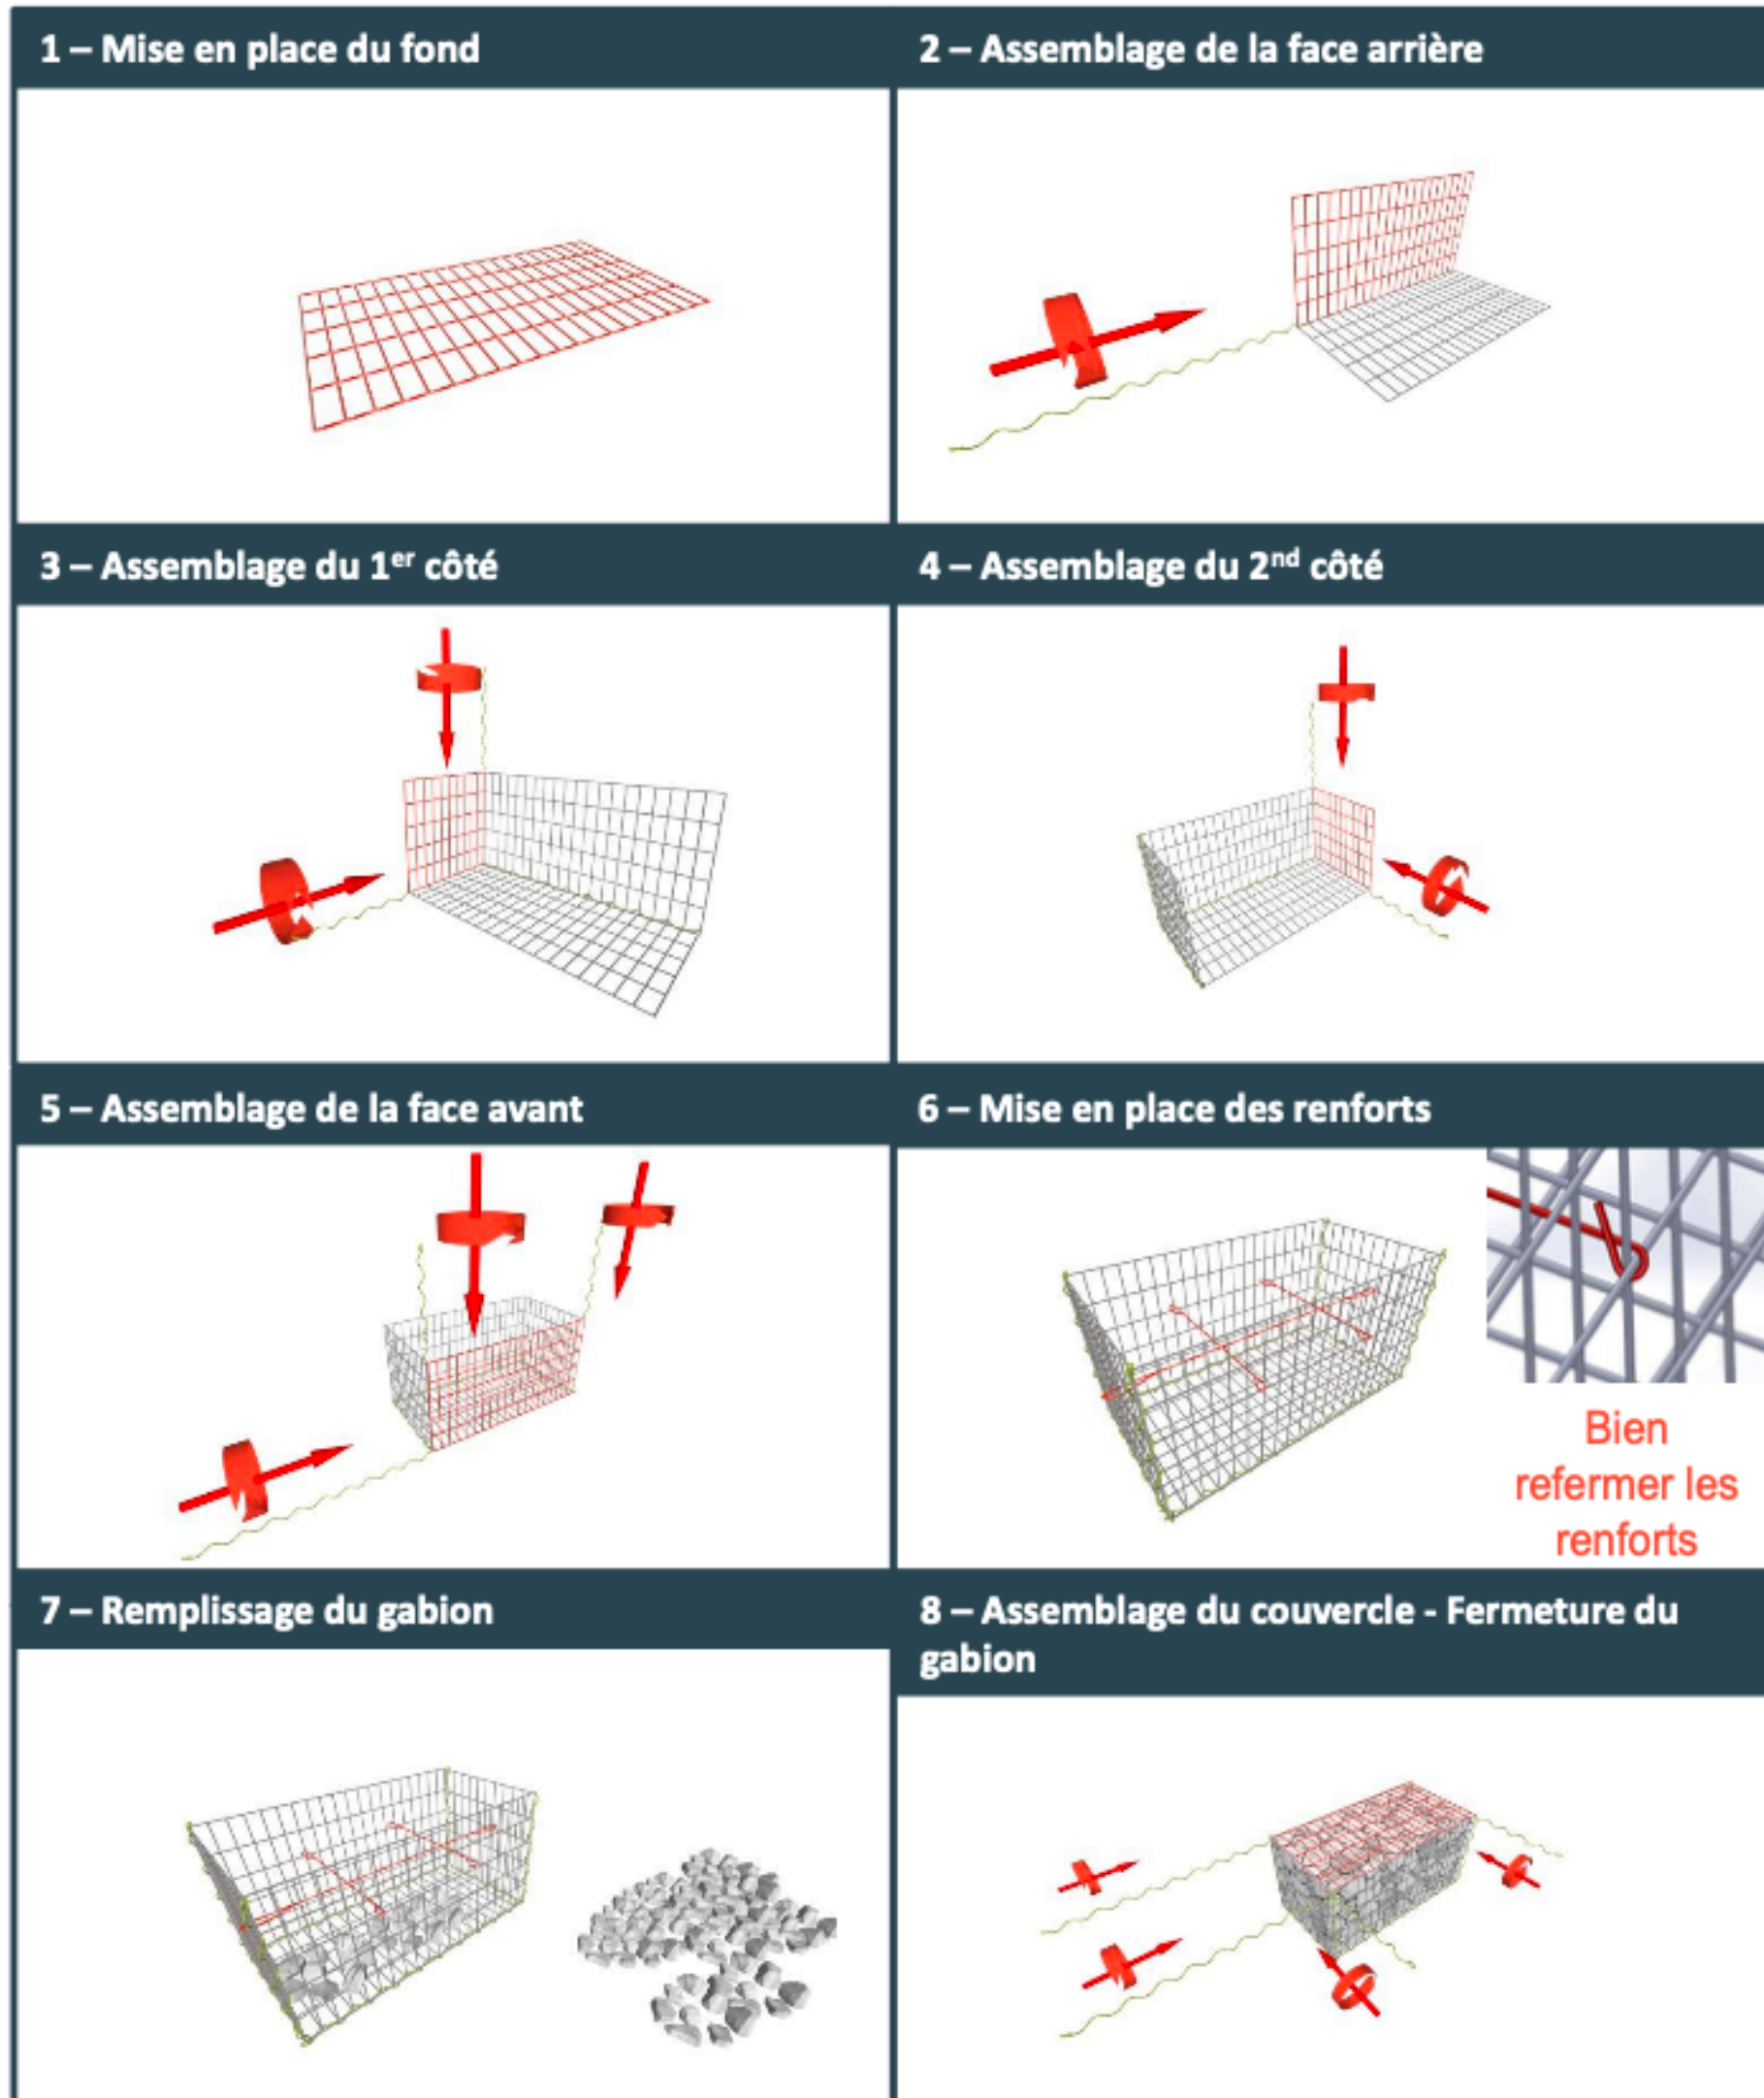 1 – Mise en place du fond
2 – Assemblage de la face arrière
3 – Assemblage du 1er côté
4 – Assemblage du 2nd côté
5 – Assemblage de la face avant
6 – Mise en place des renforts
Bien
refermer les
renforts
7 – Remplissage du gabion
8 – Assemblage du couvercle - Fermeture du
gabion